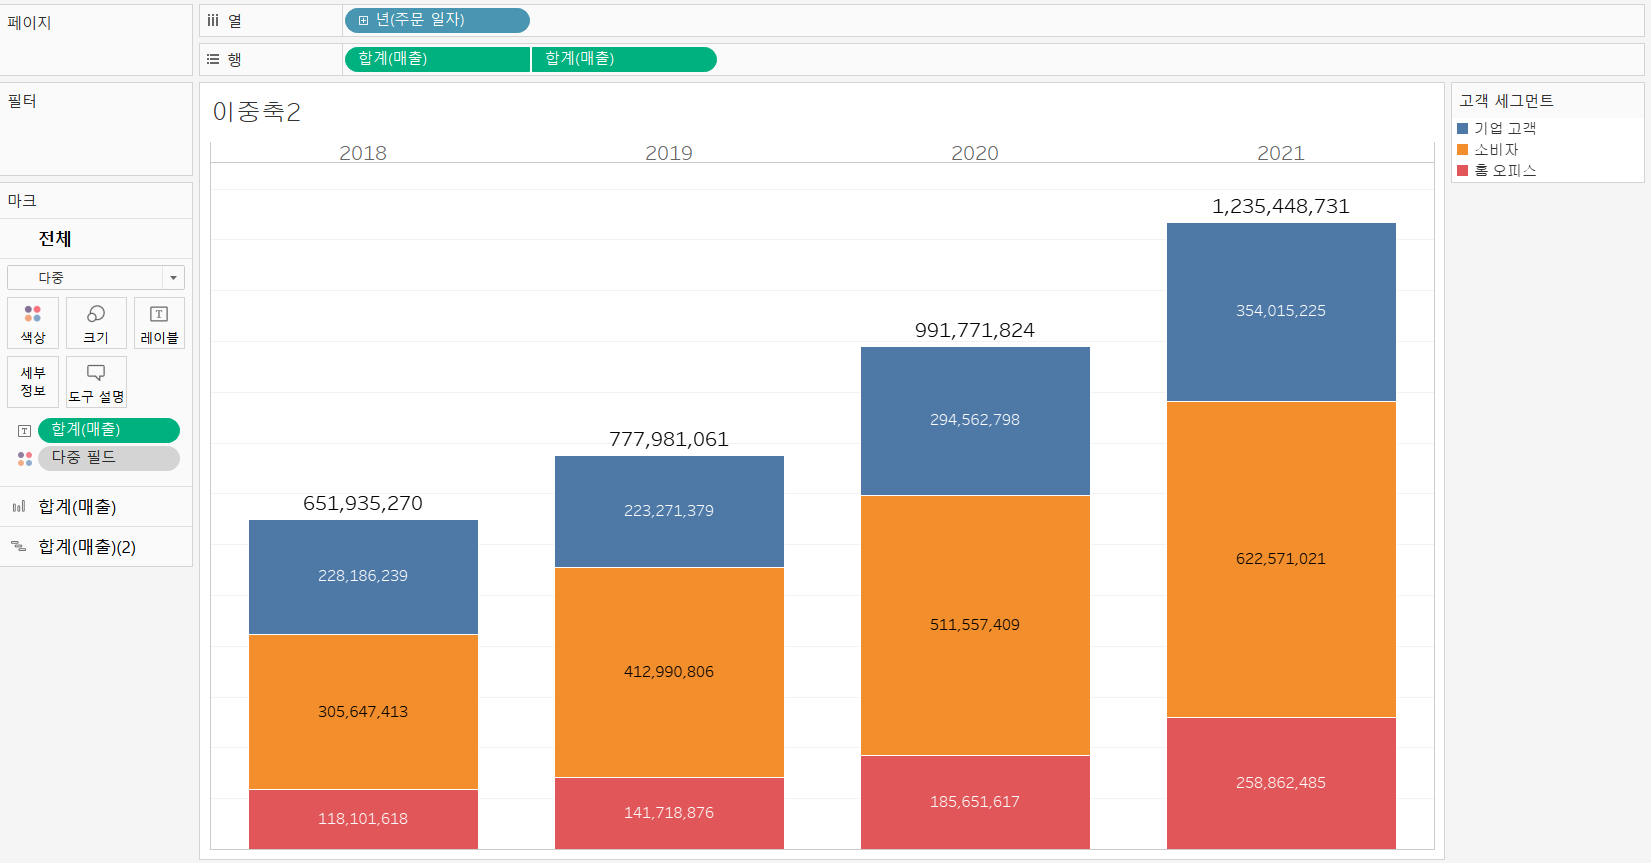 페이지
열
년(주문 일자)
행
합계(매출)
합계(매출)
필터
마크
전체
다중
색상
크기
레이블
세부
정보
도구 설명
합계(매출)
다중 필드
합계(매출)
합계(매출)(2)
이중축2
2018
2019
2020
2021
1,235,448,731
354,015,225
991,771,824
294,562,798
777,981,061
223,271,379
651,935,270
228,186,239
622,571,021
511,557,409
412,990,806
305,647,413
258,862,485
185,651,617
141,718,876
118,101,618
고객 세그먼트
기업 고객
소비자
홈 오피스